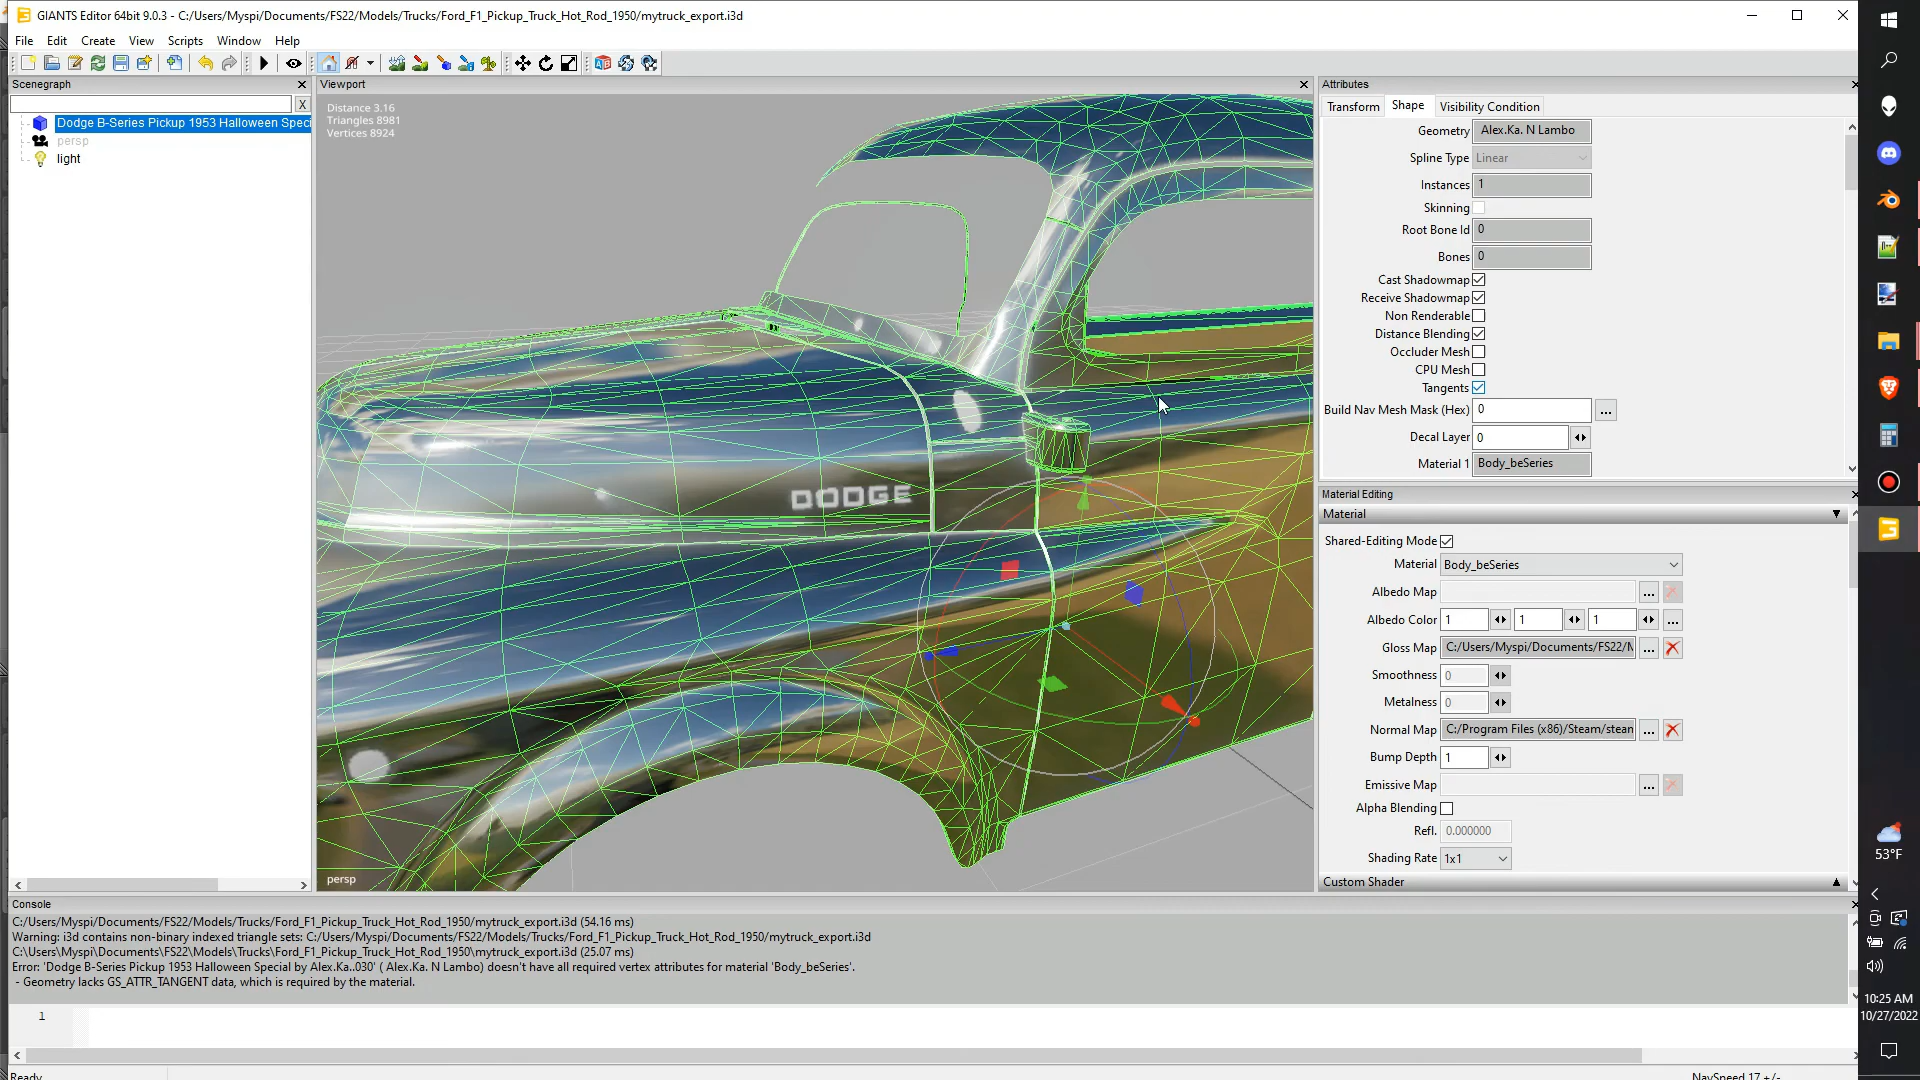 GIANTS Editor 64bit 9.0.3 - C:/Users/Myspi/Documents/FS22/Models/Trucks/Ford_F1_Pickup_Truck_Hot_Rod_1950/mytruck_export.i3d
File Edit Create View Scripts Window Help
Scenegraph
X
Dodge B-Series Pickup 1953 Halloween Speci
persp
light
Viewport
Distance 3.16
Triangles 8981
Vertices 8924
DODGE
persp
Attributes
Transform Shape Visibility Condition
Geometry Alex.Ka. N Lambo
Spline Type Linear
Instances 1
Skinning
Root Bone Id 0
Bones 0
Cast Shadowmap
Receive Shadowmap
Non Renderable
Distance Blending
Occluder Mesh
CPU Mesh
Tangents
Build Nav Mesh Mask (Hex) 0 ...
Decal Layer 0
Material 1 Body_beSeries
Material Editing
Material
Shared-Editing Mode
Material Body_beSeries
Albedo Map ...
Albedo Color 1 1 1 ...
Gloss Map C:/Users/Myspi/Documents/FS22/M ...
Smoothness 0
Metalness 0
Normal Map C:/Program Files (x86)/Steam/steam ...
Bump Depth 1
Emissive Map ...
Alpha Blending
Refl. 0.000000
Shading Rate 1x1
Custom Shader
Console
C:/Users/Myspi/Documents/FS22/Models/Trucks/Ford_F1_Pickup_Truck_Hot_Rod_1950/mytruck_export.i3d (54.16 ms)
Warning: i3d contains non-binary indexed triangle sets: C:/Users/Myspi/Documents/FS22/Models/Trucks/Ford_F1_Pickup_Truck_Hot_Rod_1950/mytruck_export.i3d
C:\Users\Myspi\Documents\FS22\Models\Trucks\Ford_F1_Pickup_Truck_Hot_Rod_1950\mytruck_export.i3d (25.07 ms)
Error: 'Dodge B-Series Pickup 1953 Halloween Special by Alex.Ka..030' ( Alex.Ka. N Lambo) doesn't have all required vertex attributes for material 'Body_beSeries'.
- Geometry lacks GS_ATTR_TANGENT data, which is required by the material.
1
Ready
NavSpeed 17 +/-
53°F
10:25 AM
10/27/2022